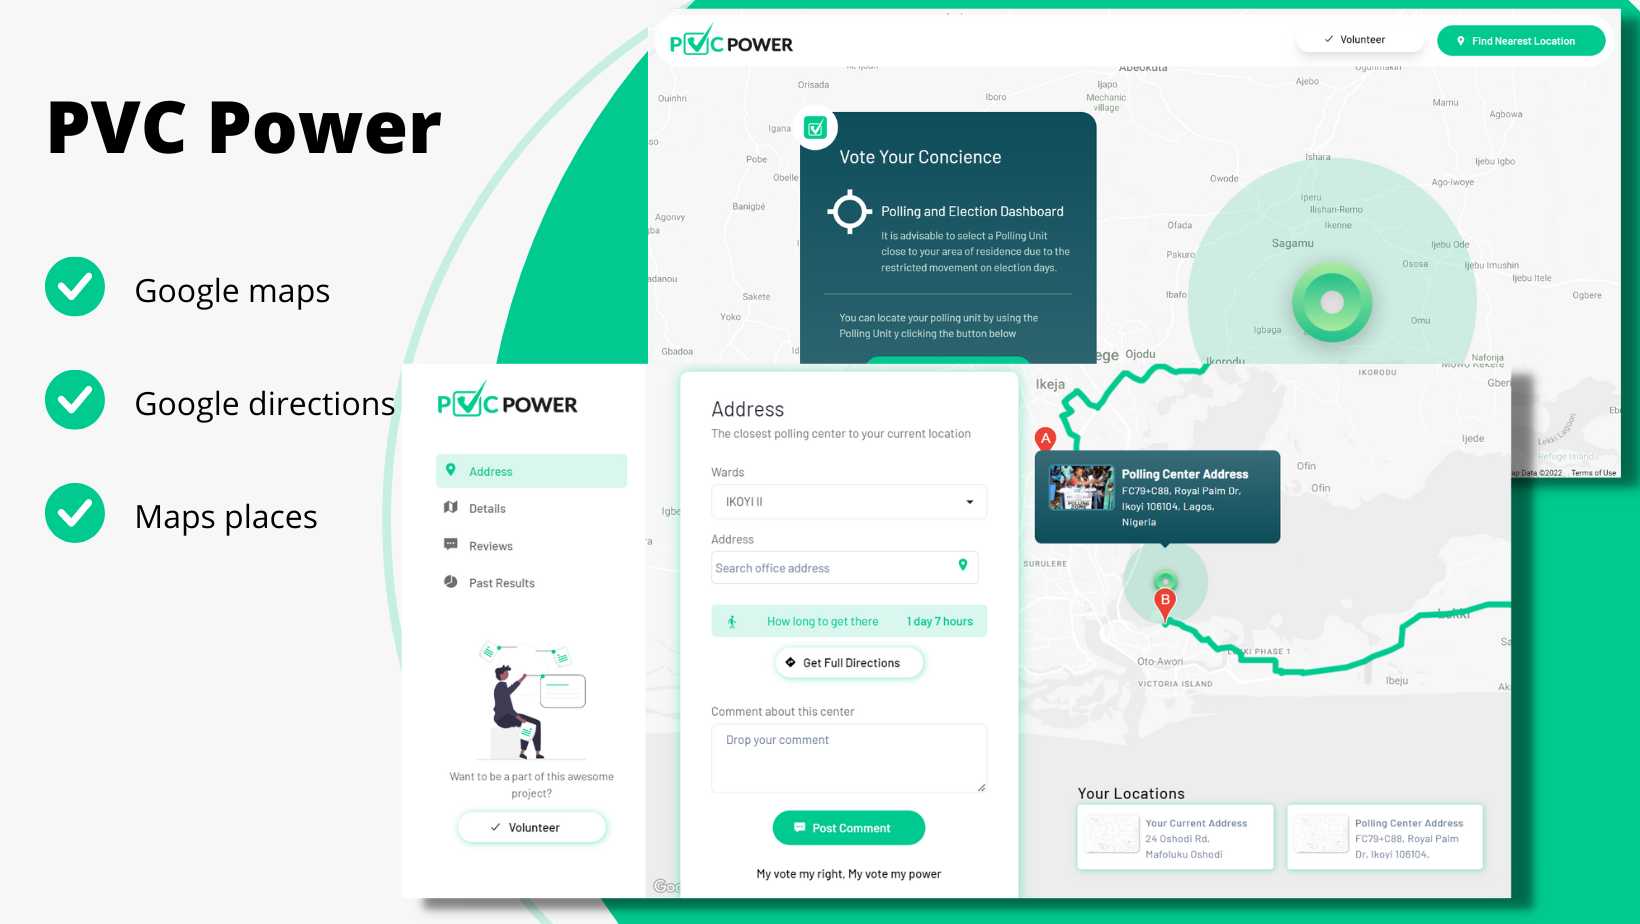 PVC Power
Google maps
Google directions
Maps places
PVC POWER
Volunteer
Find Nearest Location
Abeokuta
Orisada
Ouinhri
Iboro
Ijapo
Mechanic
village
Ajebo
Mamu
Agbowa
Igana
Pobe
Obelle
Banigbé
Agonvy
Sakete
Yoko
Gbadoa
Ishara
Ijebu Igbo
Owode
Ago-Iwoye
Iperu
Ilishan-Remo
Ikenne
Ofada
Sagamu
Ijebu Ode
Pakuro
Ososa
Ijebu Imushin
Ijebu Itele
Ibafo
Ogbere
Igbaga
Omu
Ojodu
Ikorodu
Naforija
Vote Your Concience
Polling and Election Dashboard
It is advisable to select a Polling Unit
close to your area of residence due to the
restricted movement on election days.
You can locate your polling unit by using the
Polling Unit y clicking the button below
PVC POWER
Address
Details
Reviews
Past Results
Want to be a part of this awesome
project?
Volunteer
Address
The closest polling center to your current location
Wards
IKOYI II
Address
Search office address
How long to get there
1 day 7 hours
Get Full Directions
Comment about this center
Drop your comment
Post Comment
My vote my right, My vote my power
Ikeja
IKORODU
A
Polling Center Address
FC79+C88, Royal Palm Dr,
Ikoyi 106104, Lagos,
Nigeria
Ofin
Ofin
Ijede
Lekki Lagoon
Refuge Island
Map Data ©2022
Terms of Use
SURULERE
B
Lekki
LEKKI PHASE 1
Oto-Awori
VICTORIA ISLAND
Ibeju
Your Locations
Your Current Address
24 Oshodi Rd,
Mafoluku Oshodi
Polling Center Address
FC79+C88, Royal Palm
Dr, Ikoyi 106104,